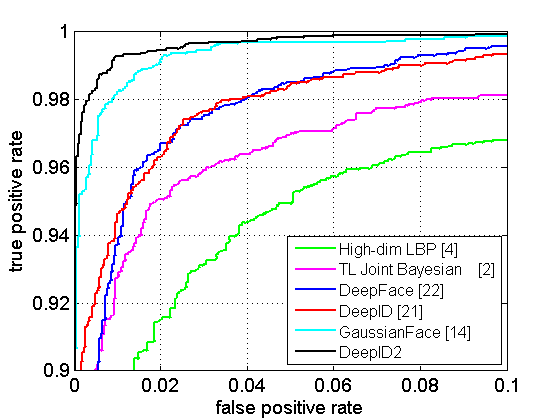 1
0.98
0.96
0.94
0.92
0.9
true positive rate
High-dim LBP [4]
TL Joint Bayesian [2]
DeepFace [22]
DeepID [21]
GaussianFace [14]
DeepID2
0 0.02 0.04 0.06 0.08 0.1
false positive rate